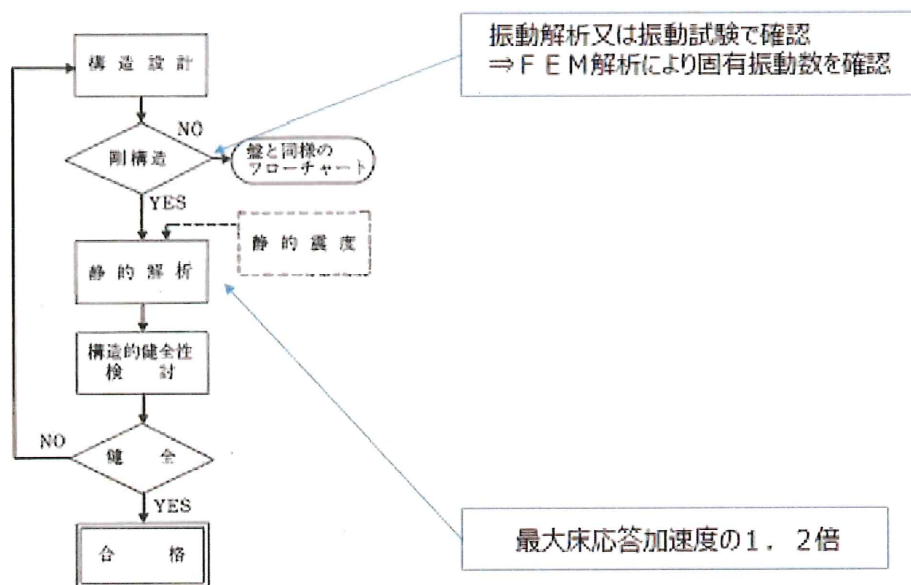 振動解析又は振動試験で確認
⇒ＦＥＭ解析により固有振動数を確認
構造設計
NO
剛構造
盤と同様の
フローチャート
YES
静的震度
静的解析
構造的健全性
検討
NO
健全
YES
合格
最大床応答加速度の１．２倍